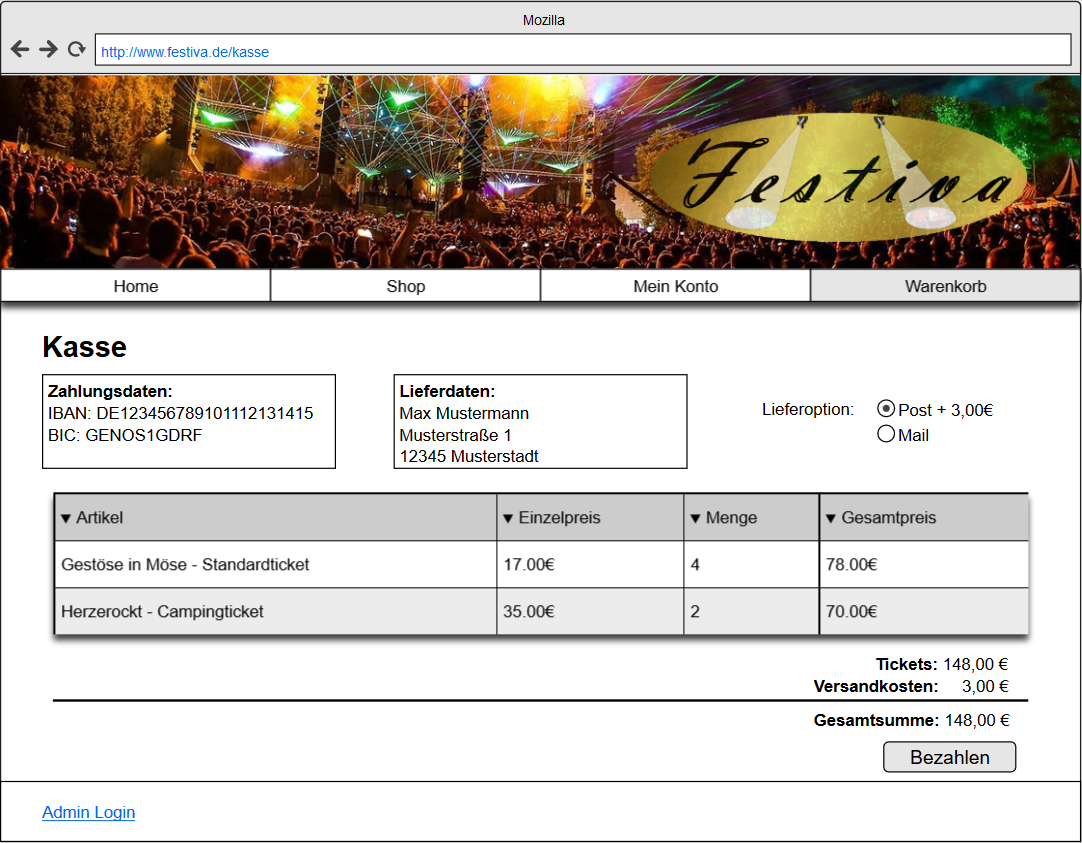 Mozilla
http://www.festiva.de/kasse
Festiva
Home Shop Mein Konto Warenkorb
Kasse
Zahlungsdaten:
IBAN: DE123456789101112131415
BIC: GENOS1GDRF
Lieferdaten:
Max Mustermann
Musterstraße 1
12345 Musterstadt
Lieferoption: Post + 3,00€
Mail
▼ Artikel ▼ Einzelpreis ▼ Menge ▼ Gesamtpreis
Gestöse in Möse - Standardticket 17.00€ 4 78.00€
Herzerockt - Campingticket 35.00€ 2 70.00€
Tickets: 148,00 €
Versandkosten: 3,00 €
Gesamtsumme: 148,00 €
Bezahlen
Admin Login